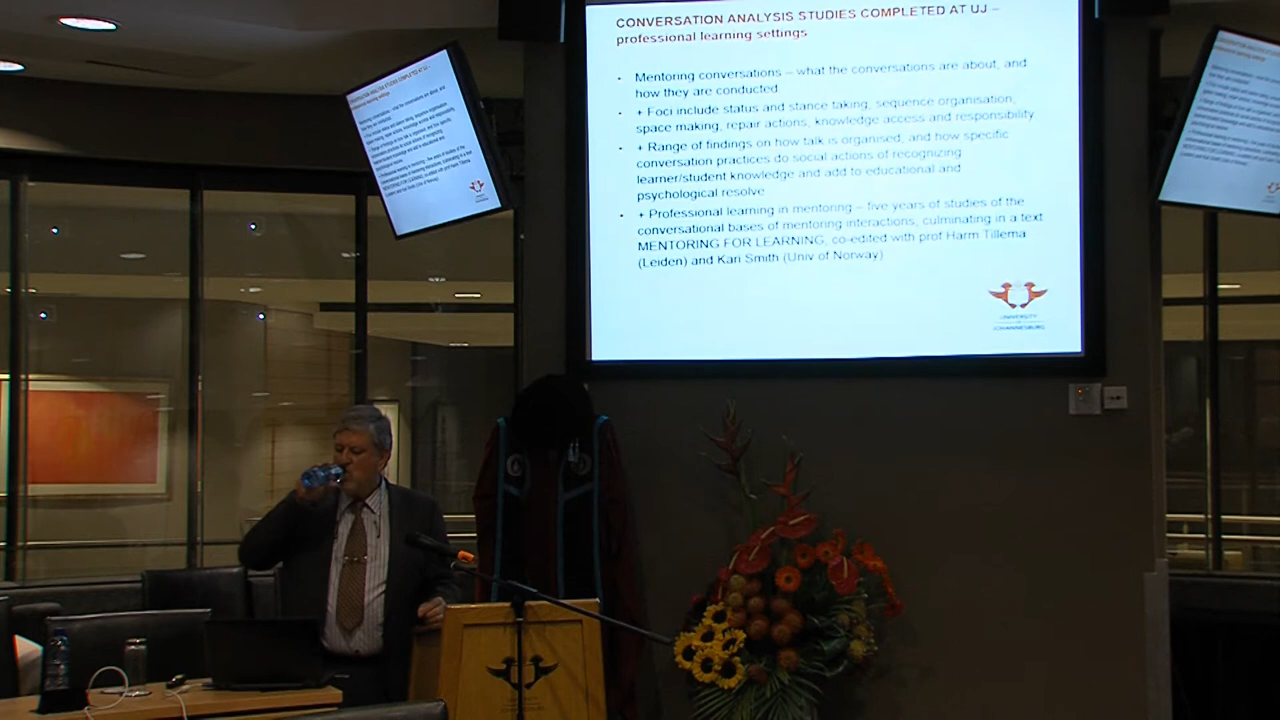 CONVERSATION ANALYSIS STUDIES COMPLETED AT UJ –
professional learning settings
• Mentoring conversations – what the conversations are about, and
how they are conducted
• + Foci include status and stance taking, sequence organisation,
space making, repair actions, knowledge access and responsibility
• + Range of findings on how talk is organised, and how specific
conversation practices do social actions of recognizing
learner/student knowledge and add to educational and
psychological resolve
• + Professional learning in mentoring – five years of studies of the
conversational bases of mentoring interactions, culminating in a text
MENTORING FOR LEARNING, co-edited with prof Harm Tillema
(Leiden) and Kari Smith (Univ of Norway)
UNIVERSITY
OF
JOHANNESBURG